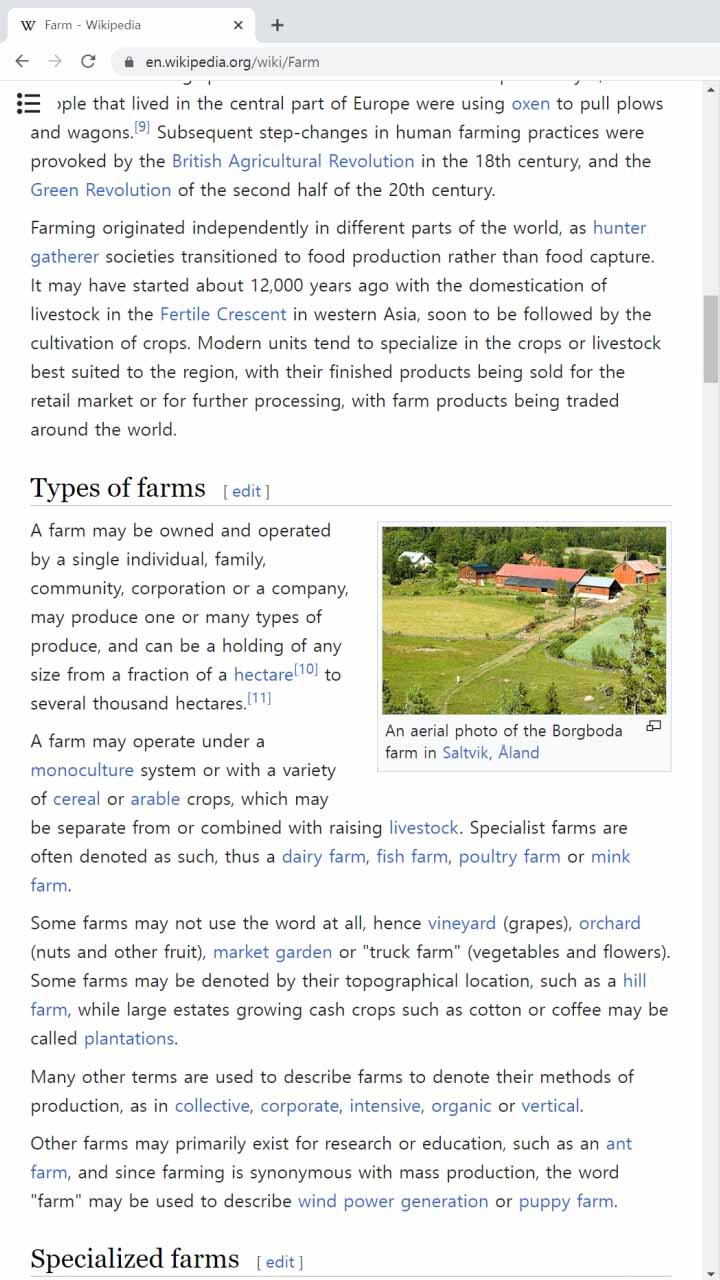 Farm - Wikipedia
en.wikipedia.org/wiki/Farm
ople that lived in the central part of Europe were using oxen to pull plows
and wagons.[9] Subsequent step-changes in human farming practices were
provoked by the British Agricultural Revolution in the 18th century, and the
Green Revolution of the second half of the 20th century.
Farming originated independently in different parts of the world, as hunter
gatherer societies transitioned to food production rather than food capture.
It may have started about 12,000 years ago with the domestication of
livestock in the Fertile Crescent in western Asia, soon to be followed by the
cultivation of crops. Modern units tend to specialize in the crops or livestock
best suited to the region, with their finished products being sold for the
retail market or for further processing, with farm products being traded
around the world.
Types of farms [ edit ]
A farm may be owned and operated
by a single individual, family,
community, corporation or a company,
may produce one or many types of
produce, and can be a holding of any
size from a fraction of a hectare[10] to
several thousand hectares.[11]
An aerial photo of the Borgboda
farm in Saltvik, Åland
A farm may operate under a
monoculture system or with a variety
of cereal or arable crops, which may
be separate from or combined with raising livestock. Specialist farms are
often denoted as such, thus a dairy farm, fish farm, poultry farm or mink
farm.
Some farms may not use the word at all, hence vineyard (grapes), orchard
(nuts and other fruit), market garden or "truck farm" (vegetables and flowers).
Some farms may be denoted by their topographical location, such as a hill
farm, while large estates growing cash crops such as cotton or coffee may be
called plantations.
Many other terms are used to describe farms to denote their methods of
production, as in collective, corporate, intensive, organic or vertical.
Other farms may primarily exist for research or education, such as an ant
farm, and since farming is synonymous with mass production, the word
"farm" may be used to describe wind power generation or puppy farm.
Specialized farms [ edit ]